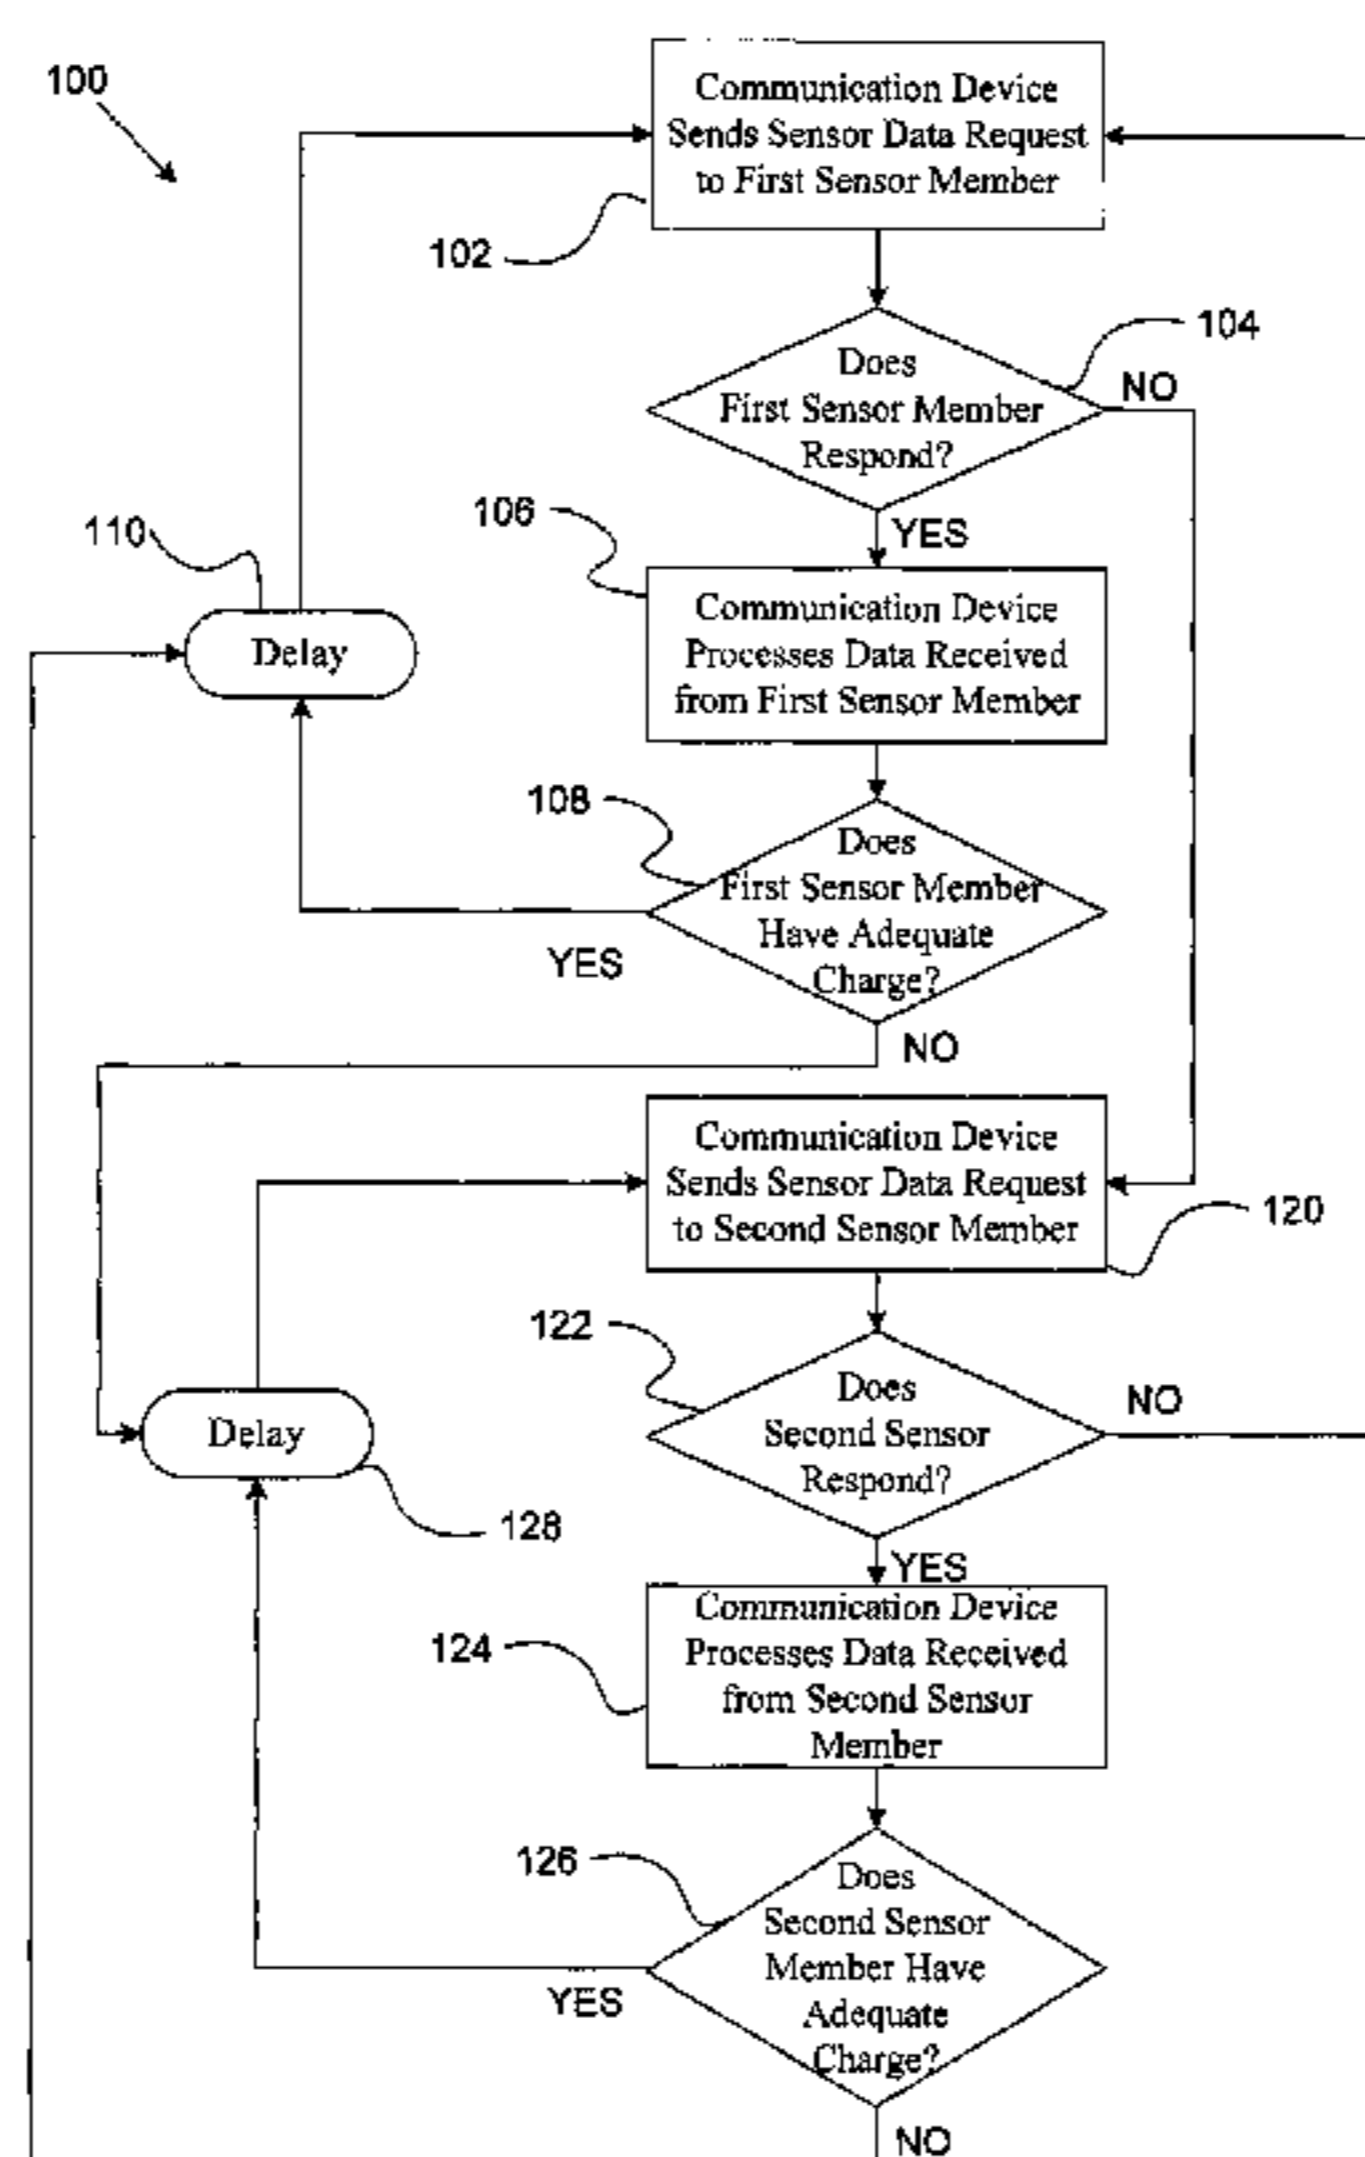 100
Communication Device
Sends Sensor Data Request
to First Sensor Member
102
104
Does
First Sensor Member
Respond?
NO
YES
106
110
Communication Device
Processes Data Received
from First Sensor Member
Delay
108
Does
First Sensor Member
Have Adequate
Charge?
YES
NO
Communication Device
Sends Sensor Data Request
to Second Sensor Member
120
122
Does
Second Sensor
Respond?
NO
Delay
128
YES
Communication Device
Processes Data Received
from Second Sensor
Member
124
126
Does
Second Sensor
Member Have
Adequate
Charge?
YES
NO